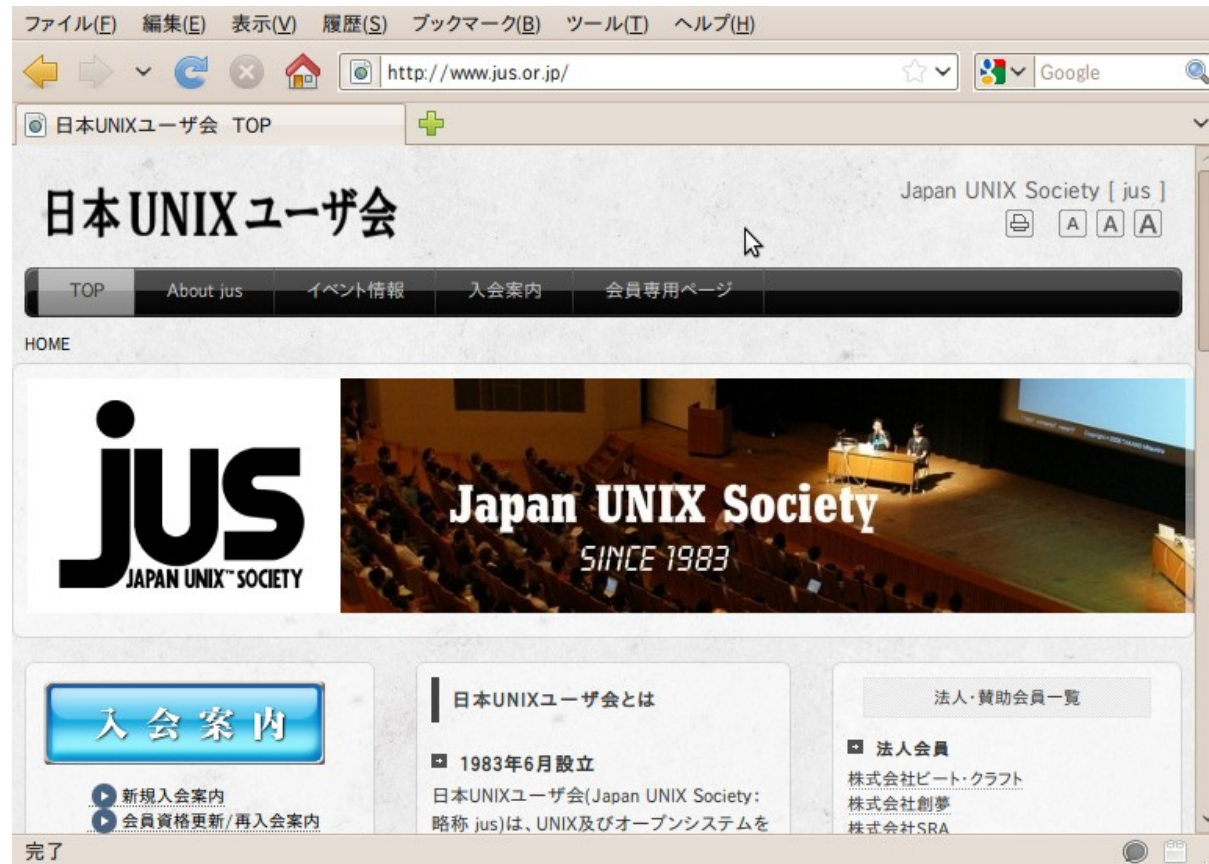 ファイル(F) 編集(E) 表示(V) 履歴(S) ブックマーク(B) ツール(T) ヘルプ(H)
http://www.jus.or.jp/ Google
日本UNIXユーザ会 TOP
日本UNIXユーザ会
Japan UNIX Society [ jus ]
A A A
TOP About jus イベント情報 入会案内 会員専用ページ
HOME
jus
JAPAN UNIX™ SOCIETY
Japan UNIX Society
SINCE 1983
入会案内
新規入会案内
会員資格更新/再入会案内
日本UNIXユーザ会とは
1983年6月設立
日本UNIXユーザ会(Japan UNIX Society:
略称 jus)は、UNIX及びオープンシステムを
法人・賛助会員一覧
法人会員
株式会社ビート・クラフト
株式会社創夢
株式会社SRA
完了